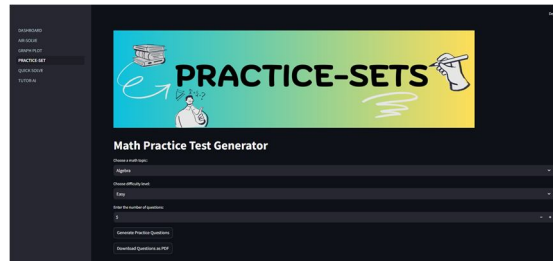 DASHBOARD
AIR-SOLVE
GRAPH PLOT
PRACTICE-SET
QUICK SOLVE
TUTOR-AI
PRACTICE-SETS
Math Practice Test Generator
Choose a math topic:
Algebra
Choose difficulty level:
Easy
Enter the number of questions:
5
Generate Practice Questions
Download Questions as PDF